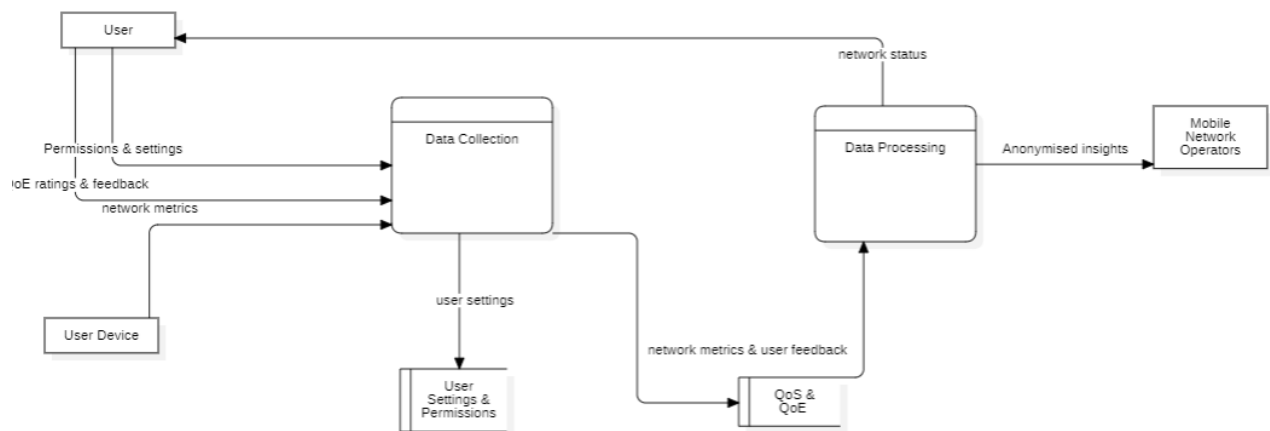 User
network status
Data Collection
Data Processing
Mobile
Network
Operators
Permissions & settings
Anonymised insights
oE ratings & feedback
network metrics
user settings
User Device
network metrics & user feedback
User
Settings &
Permissions
QoS &
QoE